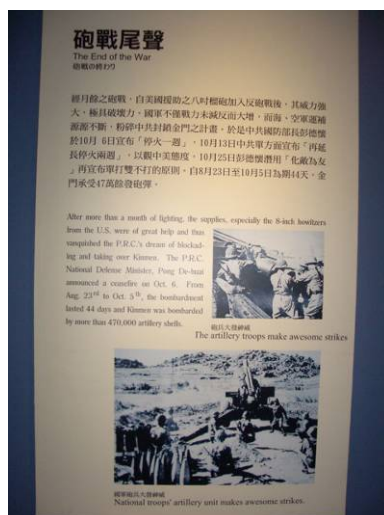 砲戰尾聲
The End of the War
砲戰の終わり
經月餘之砲戰，自美國援助之八吋榴砲加入反砲戰後，其威力強
大，極具破壞力，國軍不僅戰力未減反而大增，而海、空軍運補
源源不斷，粉碎中共封鎖金門之計畫。於是中共國防部長彭德懷
於10月 6日宣布「停火一週」，10月13日中共單方面宣布「再延
長停火兩週」，以觀中美態度，10月25日彭德懷應用「化敵為友
」再宣布單打雙不打的原則。自8月23日至10月5日為期44天，金
門承受47萬餘發砲彈。
After more than a month of fighting, the supplies, especially the 8-inch howitzers
from the U.S. were of great help and thus
vanquished the P.R.C.'s dream of blockad-
ing and taking over Kinmen. The P.R.C.
National Defense Minister, Pong De-huai
announced a ceasefire on Oct. 6. From
Aug. 23rd to Oct. 5th, the bombardment
lasted 44 days and Kinmen was bombarded
by more than 470,000 artillery shells.
砲兵大發神威
The artillery troops make awesome strikes
國軍砲兵大發神威
National troops' artillery unit makes awesome strikes.